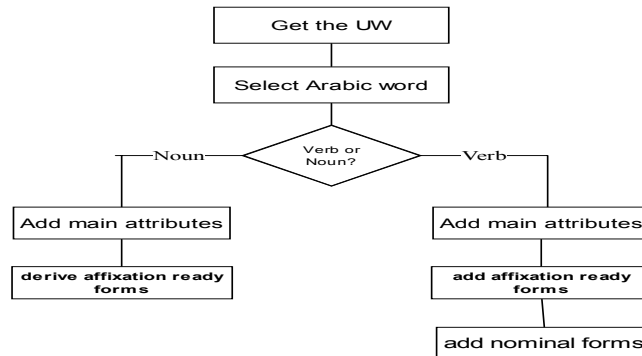 Get the UW
Select Arabic word
Verb or
Noun?
Noun
Verb
Add main attributes
Add main attributes
derive affixation ready
forms
add affixation ready
forms
add nominal forms